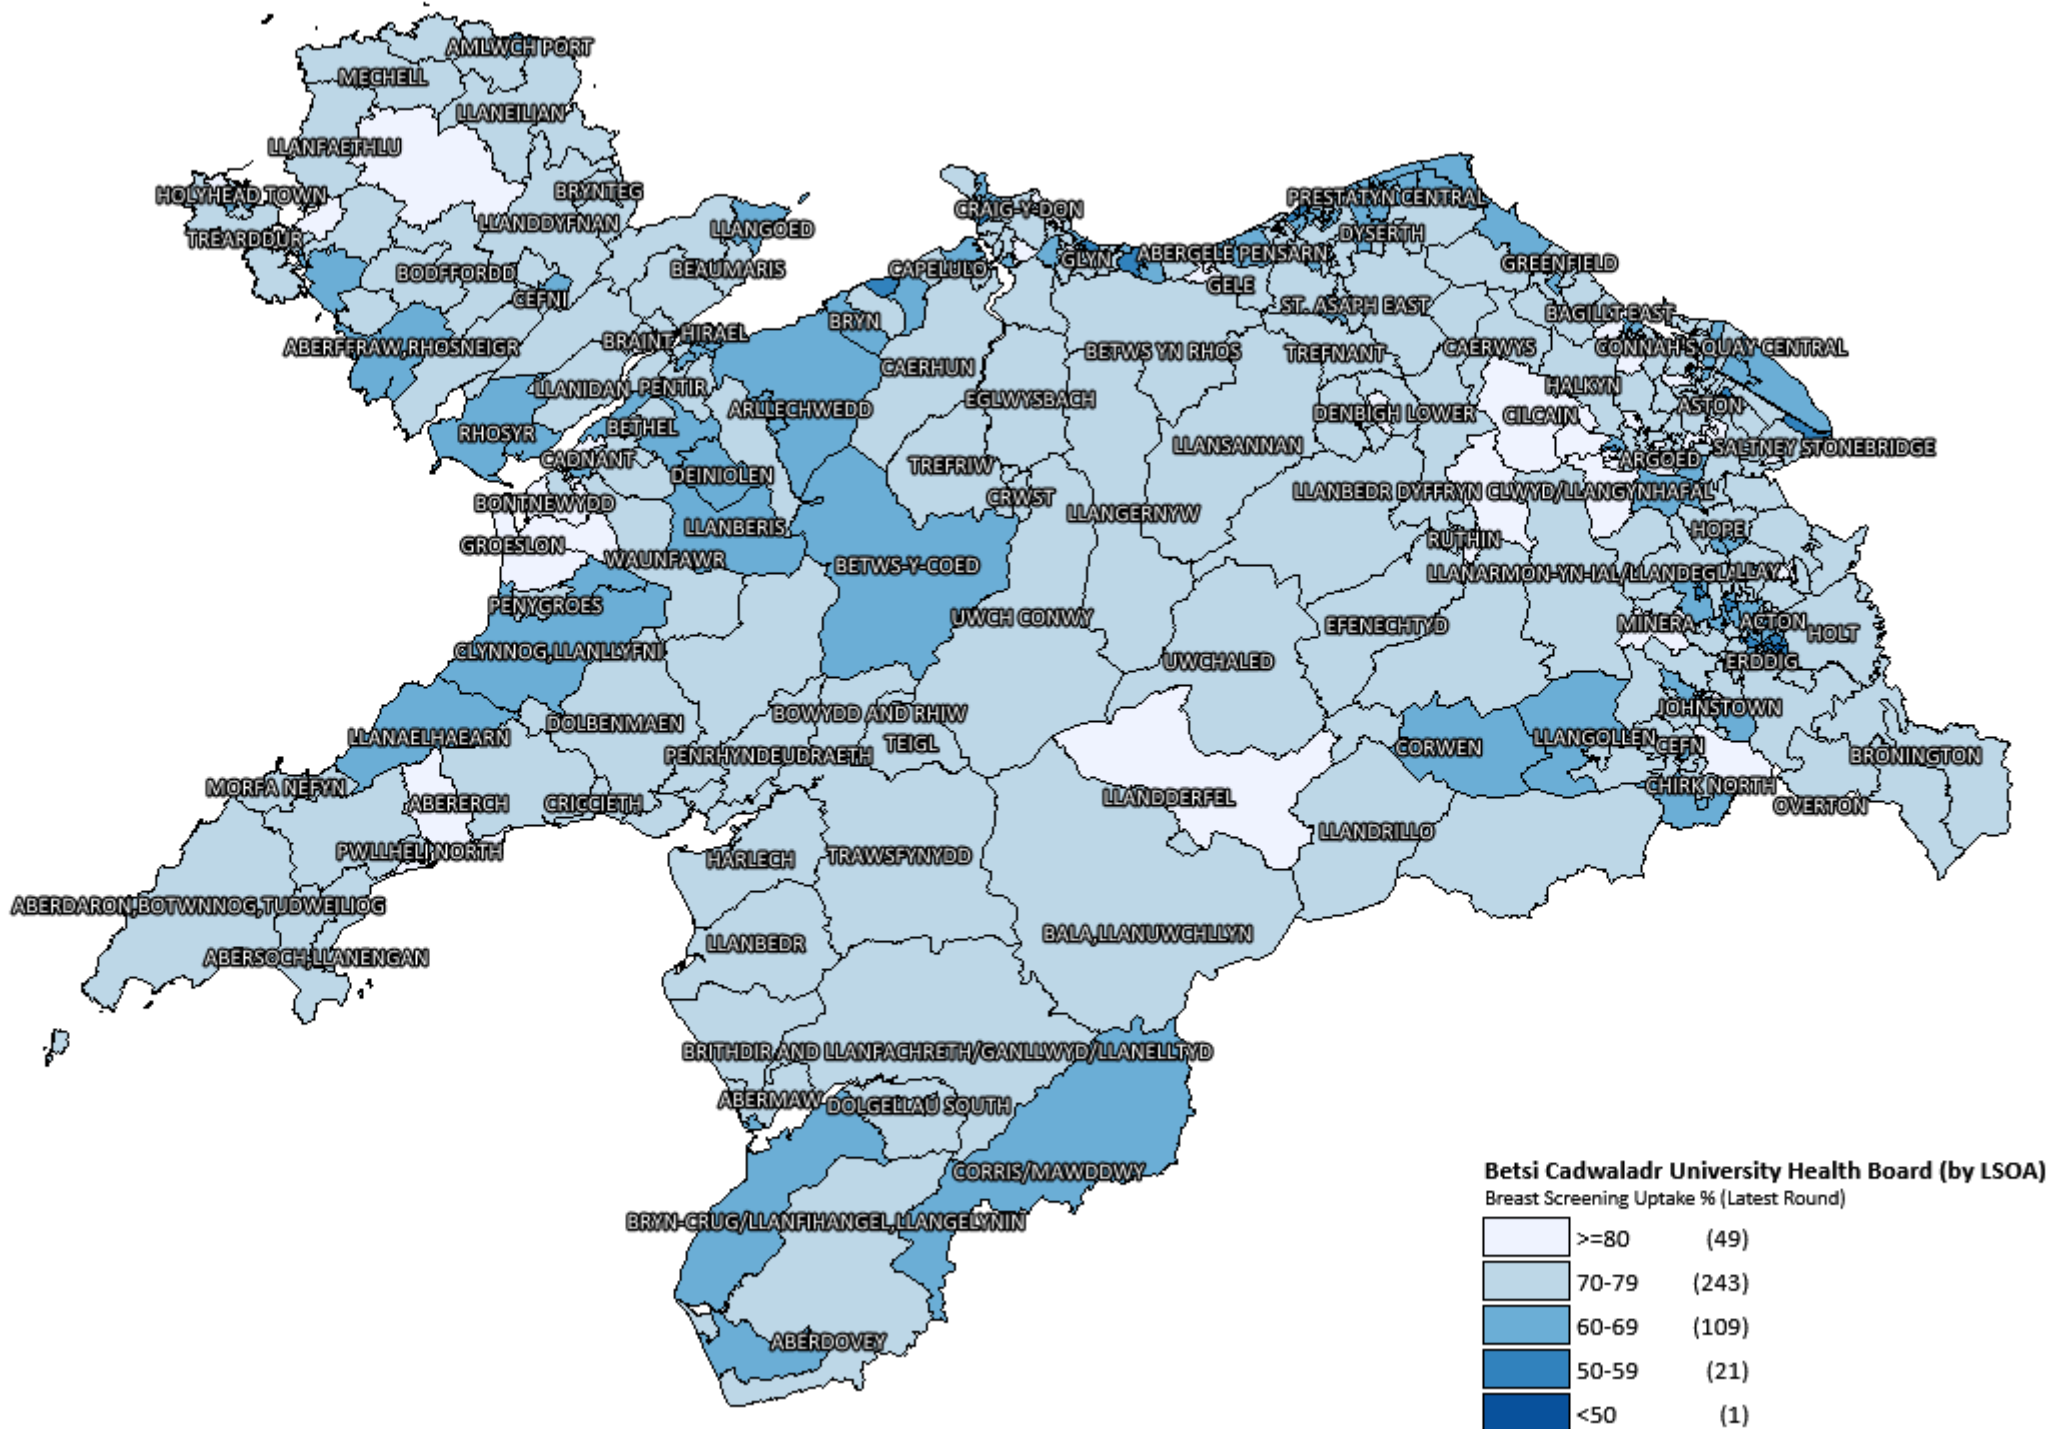 AMLWCH PORT
MECHELL
LLANEILIAN
LLANFAETHLU
HOLYHEAD TOWN
BRYNTEG
PRESTATYN CENTRAL
CRAIG-Y-DON
LLANDDYFNAN
LLANGOED
TREARDDUR
DYSERTH
ABERGELE PENSARN
GLYN
GREENFIELD
BODFFORDD
BEAUMARIS
CAPELULO
GELE
CEFNI
ST. ASAPH EAST
BAGILLT EAST
BRYN
HIRAEL
BRAINT
ABERFFRAW,RHOSNEIGR
BETWS YN RHOS
TREFNANT
CAERWYS
CONNAH'S QUAY CENTRAL
CAERHUN
LLANIDAN
PENTIR
HALKYN
EGLWYSBACH
ARLLECHWEDD
DENBIGH LOWER
CILCAIN
ASTON
RHOSYR
BETHEL
LLANSANNAN
SALTNEY STONEBRIDGE
CADNANT
ARGOED
TREFRIW
DEINIOLEN
CRWST
LLANBEDR DYFFRYN CLWYD/LLANGYNHAFAL
BONTNEWYDD
LLANGERNYW
LLANBERIS
HOPE
RUTHIN
GROESLON
WAUNFAWR
BETWS-Y-COED
LLANARMON-YN-IAL/LLANDEGLA
LLAY
PENYGROES
UWCH CONWY
EFENECHTYD
MINERA
ACTON
HOLT
CLYNNOG,LLANLLYFNI
UWCHALED
ERDDIG
JOHNSTOWN
BOWYDD AND RHIW
DOLBENMAEN
LLANAELHAEARN
TEIGL
LLANGOLLEN
CEFN
CORWEN
PENRHYNDEUDRAETH
BRONINGTON
MORFA NEFYN
CHIRK NORTH
LLANDDERFEL
ABERERCH
CRICCIETH
OVERTON
LLANDRILLO
PWLLHELI NORTH
HARLECH
TRAWSFYNYDD
ABERDARON,BOTWNNOG,TUDWEILIOG
BALA,LLANUWCHLLYN
LLANBEDR
ABERSOCH,LLANENGAN
BRITHDIR AND LLANFACHRETH/GANLLWYD/LLANELLTYD
ABERMAW
DOLGELLAU SOUTH
CORRIS/MAWDDWY
BRYN-CRUG/LLANFIHANGEL,LLANGELYNIN
ABERDOVEY
Betsi Cadwaladr University Health Board (by LSOA)
Breast Screening Uptake % (Latest Round)
>=80 (49)
70-79 (243)
60-69 (109)
50-59 (21)
<50 (1)